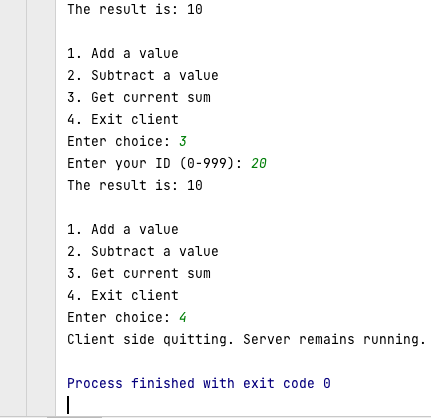 The result is: 10
1. Add a value
2. Subtract a value
3. Get current sum
4. Exit client
Enter choice: 3
Enter your ID (0-999): 20
The result is: 10
1. Add a value
2. Subtract a value
3. Get current sum
4. Exit client
Enter choice: 4
Client side quitting. Server remains running.
Process finished with exit code 0